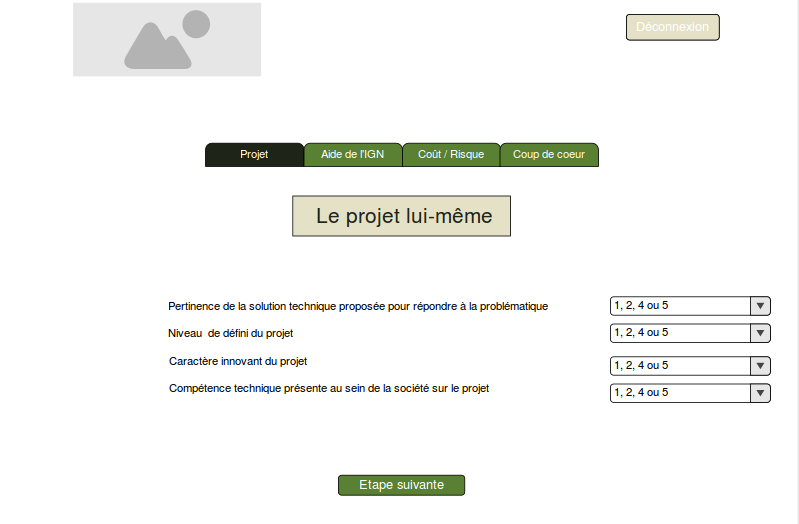 Déconnexion
Projet Aide de l'IGN Coût / Risque Coup de coeur
Le projet lui-même
Pertinence de la solution technique proposée pour répondre à la problématique 1, 2, 4 ou 5
Niveau de défini du projet 1, 2, 4 ou 5
Caractère innovant du projet 1, 2, 4 ou 5
Compétence technique présente au sein de la société sur le projet 1, 2, 4 ou 5
Etape suivante